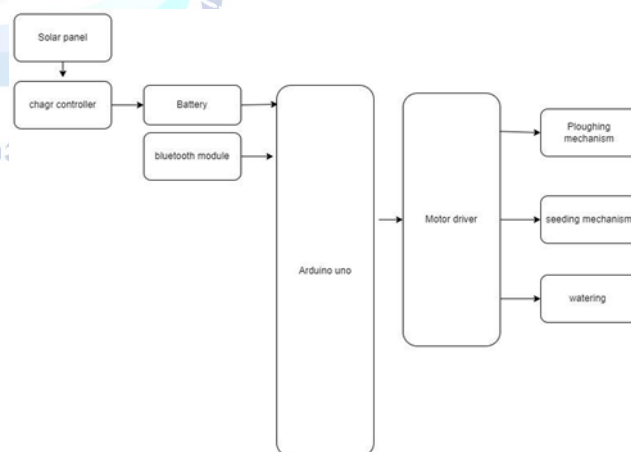 Solar panel
chagr controller
Battery
bluetooth module
Arduino uno
Motor driver
Ploughing
mechanism
seeding mechanism
watering